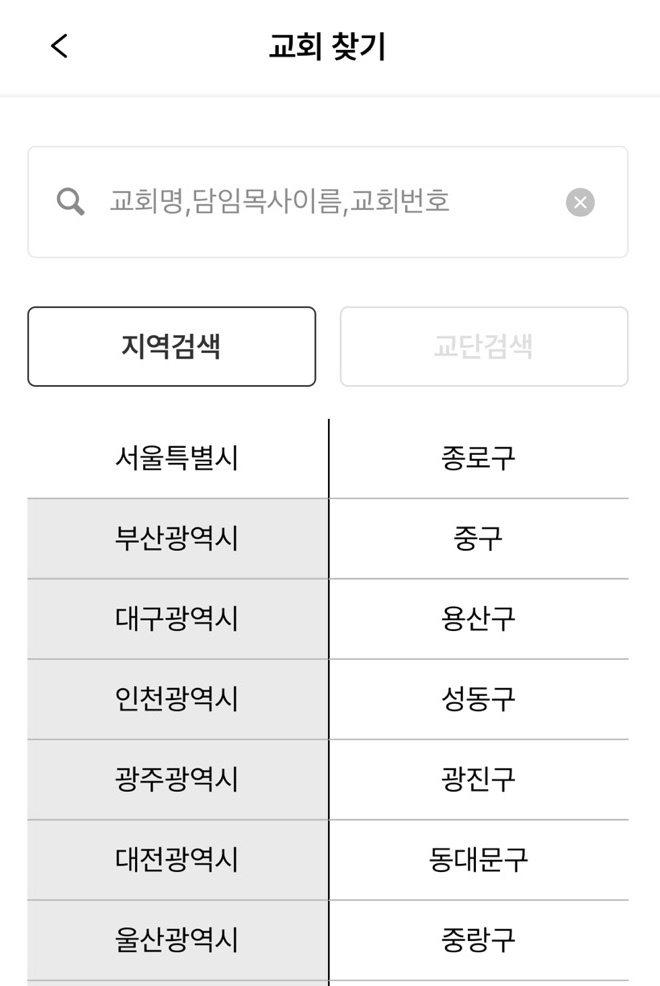 교회 찾기
교회명,담임목사이름,교회번호
지역검색 교단검색
서울특별시 종로구
부산광역시 중구
대구광역시 용산구
인천광역시 성동구
광주광역시 광진구
대전광역시 동대문구
울산광역시 중랑구